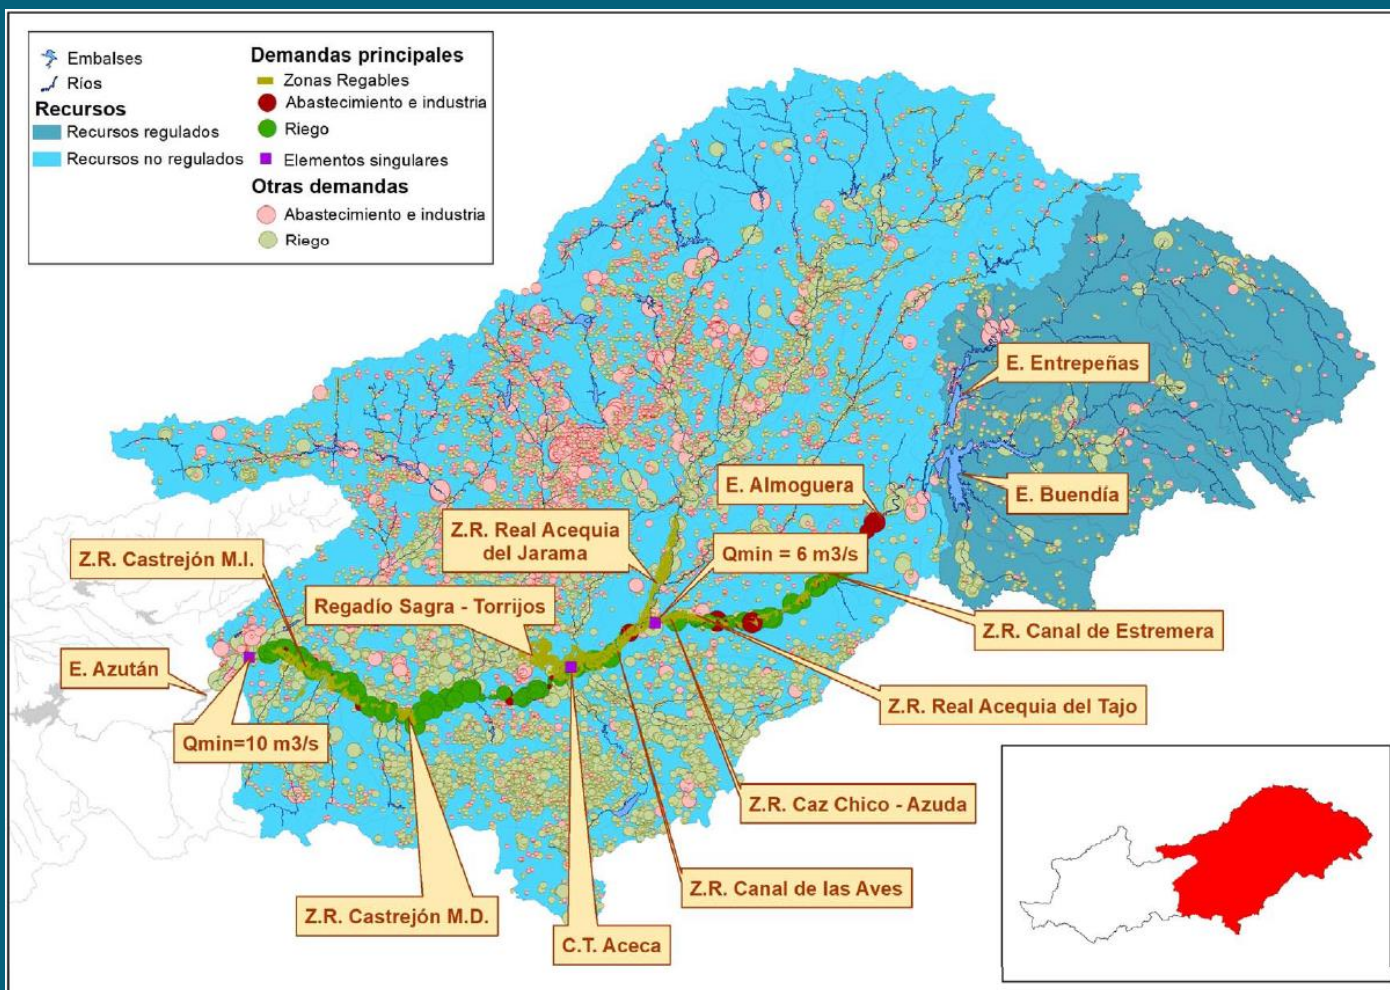 Embalses
Ríos
Recursos
Recursos regulados
Recursos no regulados
Demandas principales
Zonas Regables
Abastecimiento e industria
Riego
Elementos singulares
Otras demandas
Abastecimiento e industria
Riego
E. Entrepeñas
E. Almoguera
E. Buendía
Z.R. Real Acequia
del Jarama
Qmin = 6 m3/s
Z.R. Castrejón M.I.
Regadío Sagra - Torrijos
Z.R. Canal de Estremera
E. Azután
Z.R. Real Acequia del Tajo
Qmin=10 m3/s
Z.R. Caz Chico - Azuda
Z.R. Canal de las Aves
Z.R. Castrejón M.D.
C.T. Aceca